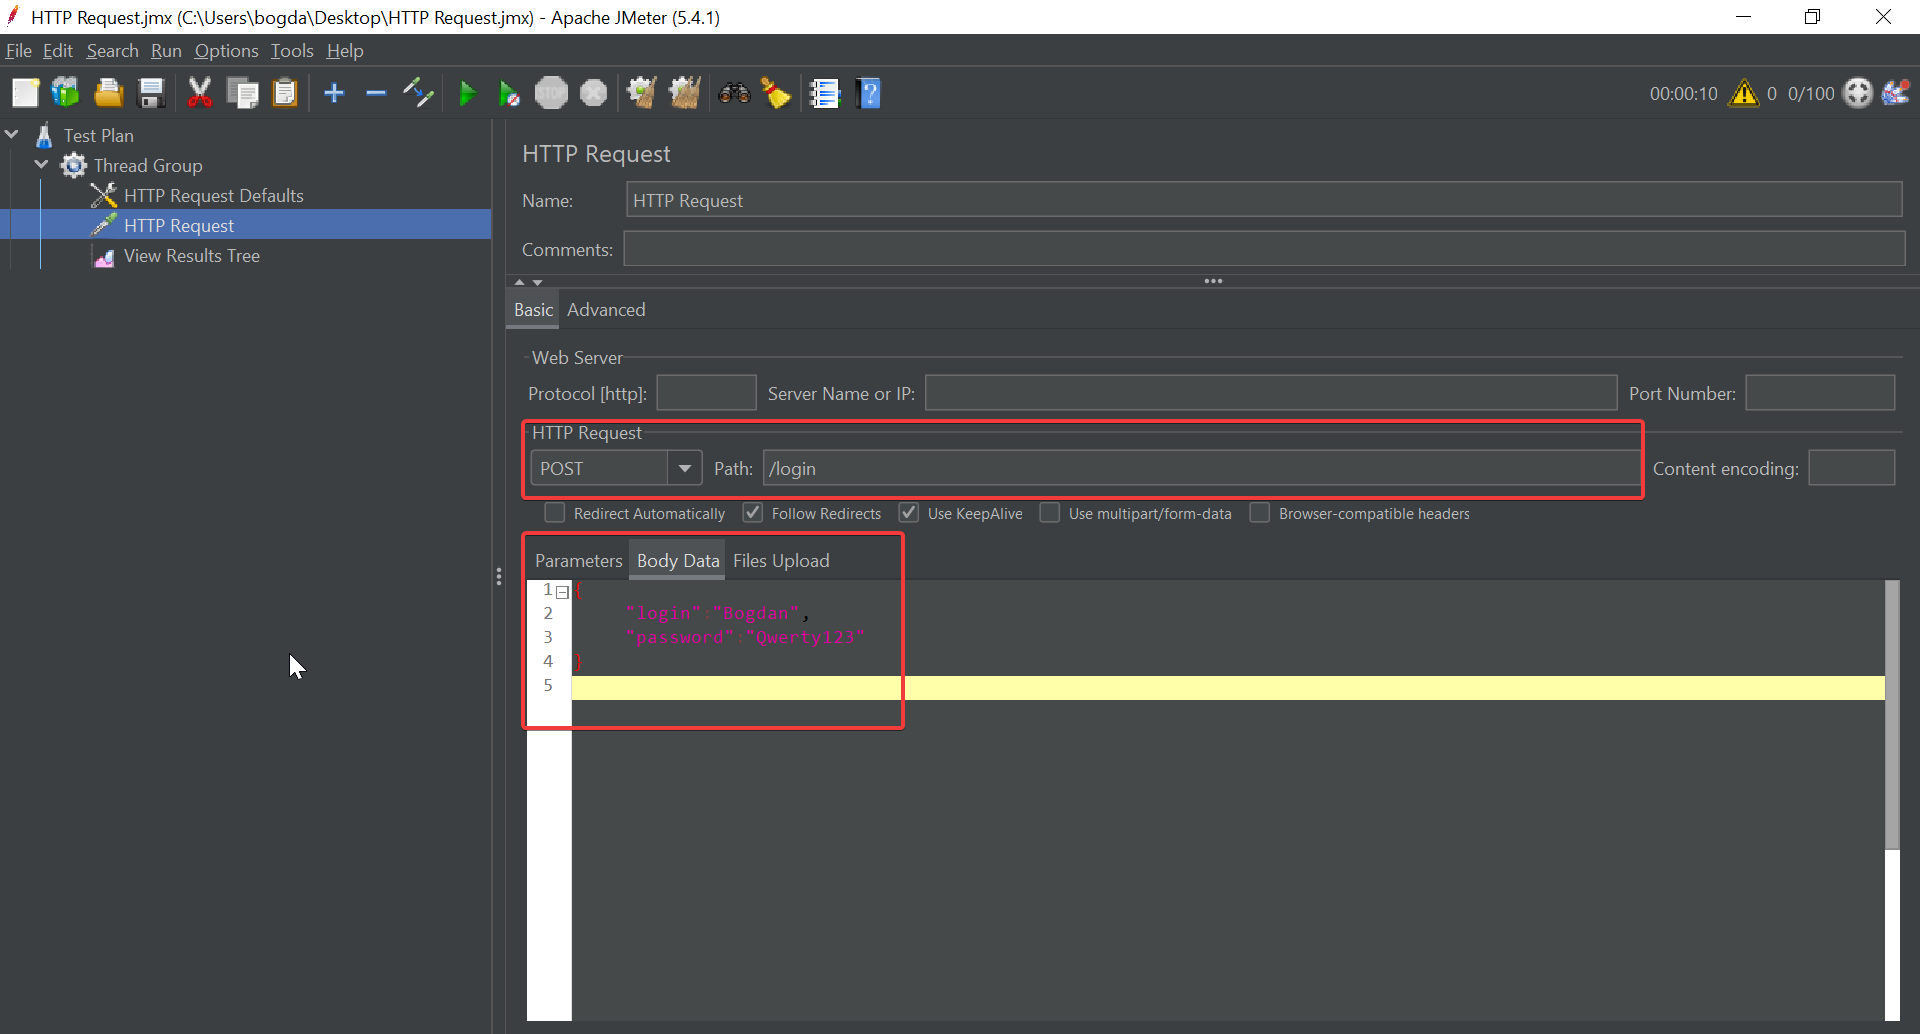 HTTP Request.jmx (C:\Users\bogda\Desktop\HTTP Request.jmx) - Apache JMeter (5.4.1)
File Edit Search Run Options Tools Help
STOP
?
00:00:10 0 0/100
Test Plan
Thread Group
HTTP Request Defaults
HTTP Request
View Results Tree
HTTP Request
Name: HTTP Request
Comments:
Basic Advanced
Web Server
Protocol [http]: Server Name or IP: Port Number:
HTTP Request
POST Path: /login Content encoding:
Redirect Automatically Follow Redirects Use KeepAlive Use multipart/form-data Browser-compatible headers
Parameters Body Data Files Upload
1 {
2 "login":"Bogdan",
3 "password":"Qwerty123"
4 }
5